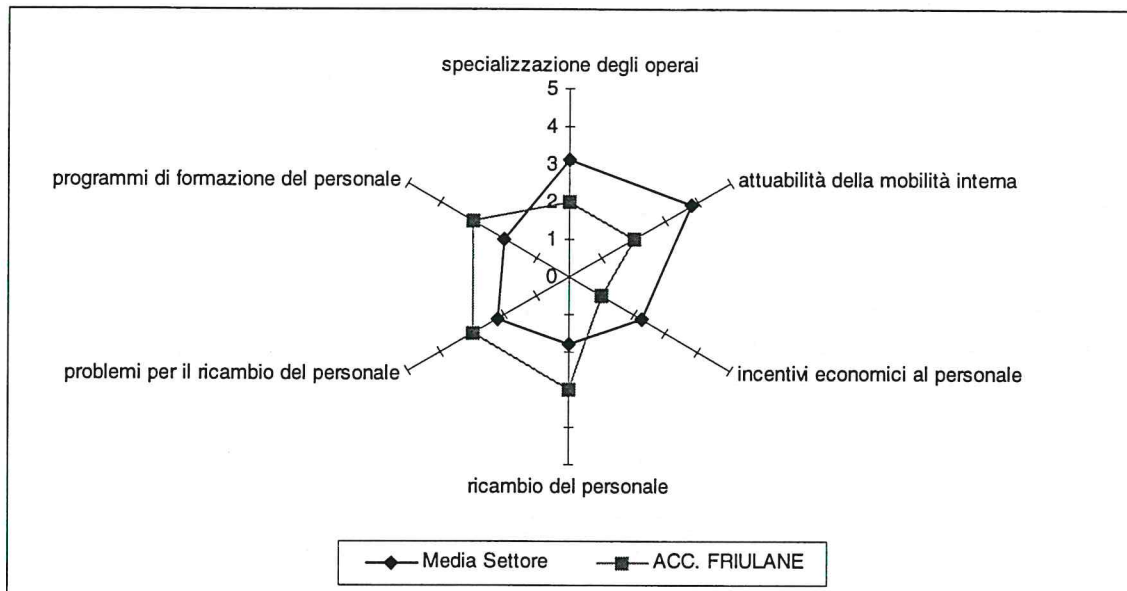 specializzazione degli operai
5
4
programmi di formazione del personale
3
attuabilità della mobilità interna
2
1
0
problemi per il ricambio del personale
incentivi economici al personale
ricambio del personale
Media Settore
ACC. FRIULANE